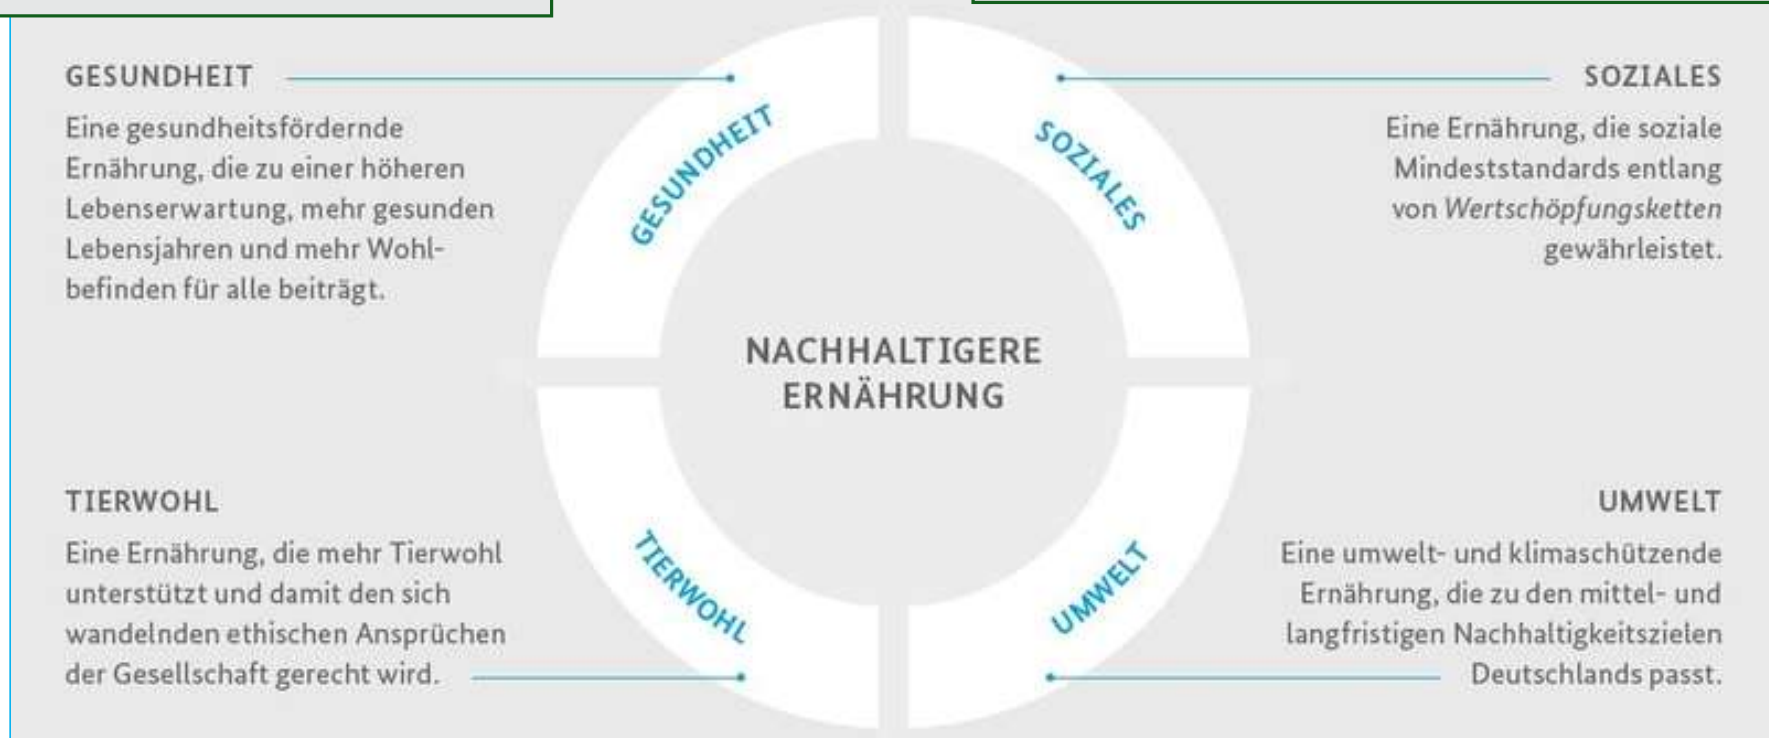 GESUNDHEIT
Eine gesundheitsfördernde
Ernährung, die zu einer höheren
Lebenserwartung, mehr gesunden
Lebensjahren und mehr Wohl-
befinden für alle beiträgt.
SOZIALES
Eine Ernährung, die soziale
Mindeststandards entlang
von Wertschöpfungsketten
gewährleistet.
GESUNDHEIT
SOZIALES
NACHHALTIGERE
ERNÄHRUNG
TIERWOHL
UMWELT
TIERWOHL
Eine Ernährung, die mehr Tierwohl
unterstützt und damit den sich
wandelnden ethischen Ansprüchen
der Gesellschaft gerecht wird.
UMWELT
Eine umwelt- und klimaschützende
Ernährung, die zu den mittel- und
langfristigen Nachhaltigkeitszielen
Deutschlands passt.